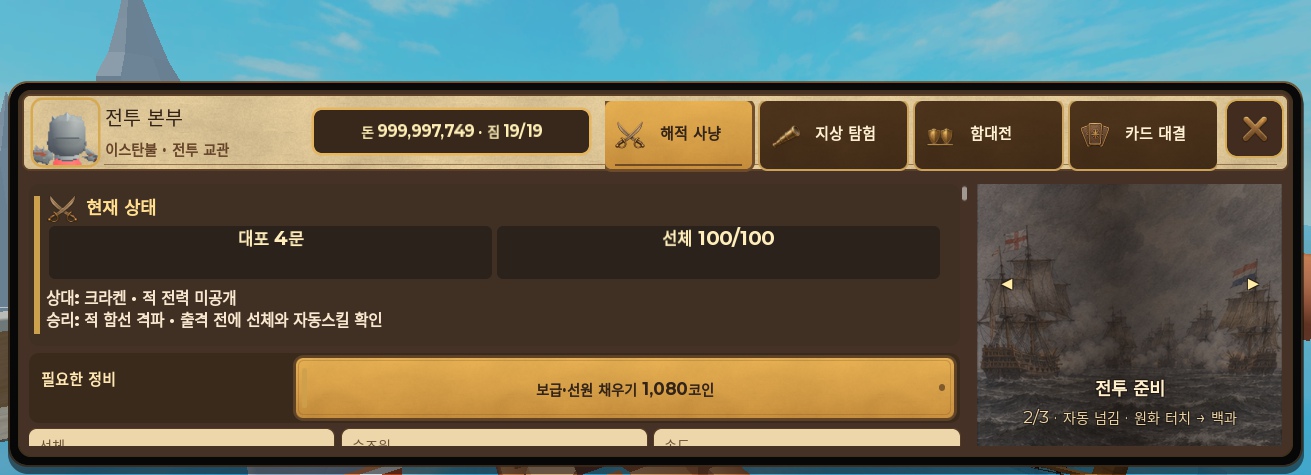 전투 본부
이스탄불 • 전투 교관
돈 999,997,749 · 짐 19/19
해적 사냥
지상 탐험
함대전
카드 대결
현재 상태
대포 4문
선체 100/100
상대: 크라켄 • 적 전력 미공개
승리: 적 함선 격파 • 출격 전에 선체와 자동스킬 확인
필요한 정비
보급·선원 채우기 1,080코인
선체
속도
전투 준비
2/3 · 자동 넘김 · 원화 터치 → 백과